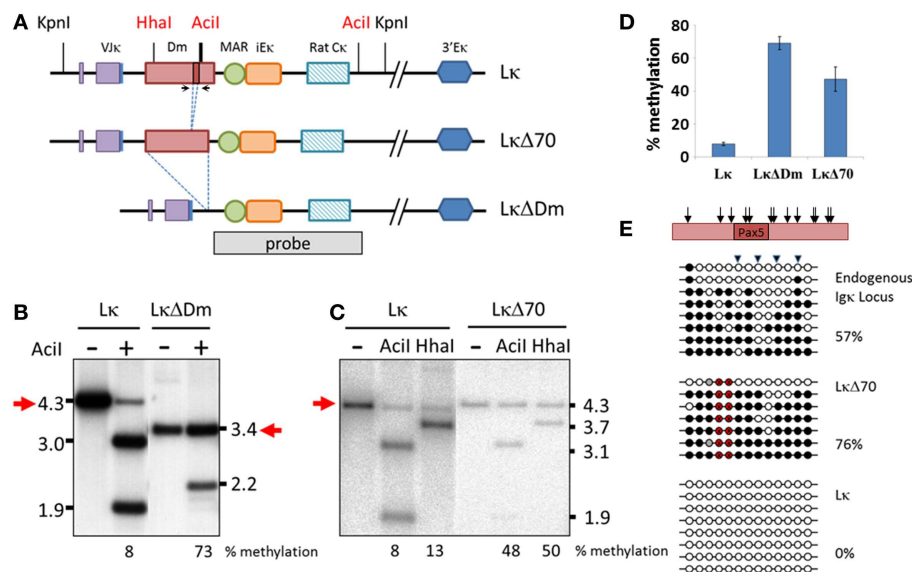 A
KpnI HhaI AciI AciI KpnI
VJκ Dm MAR iEκ Rat Cκ 3'Eκ
Lκ
LκΔ70
LκΔDm
probe
B
Lκ LκΔDm
AciI − + − +
4.3
3.0
1.9
3.4
2.2
8 73 % methylation
C
Lκ LκΔ70
− AciI HhaI − AciI HhaI
4.3
3.7
3.1
1.9
8 13 48 50 % methylation
D
% methylation
80
60
40
20
0
Lκ LκΔDm LκΔ70
E
Pax5
Endogenous
Igκ Locus
57%
LκΔ70
76%
Lκ
0%